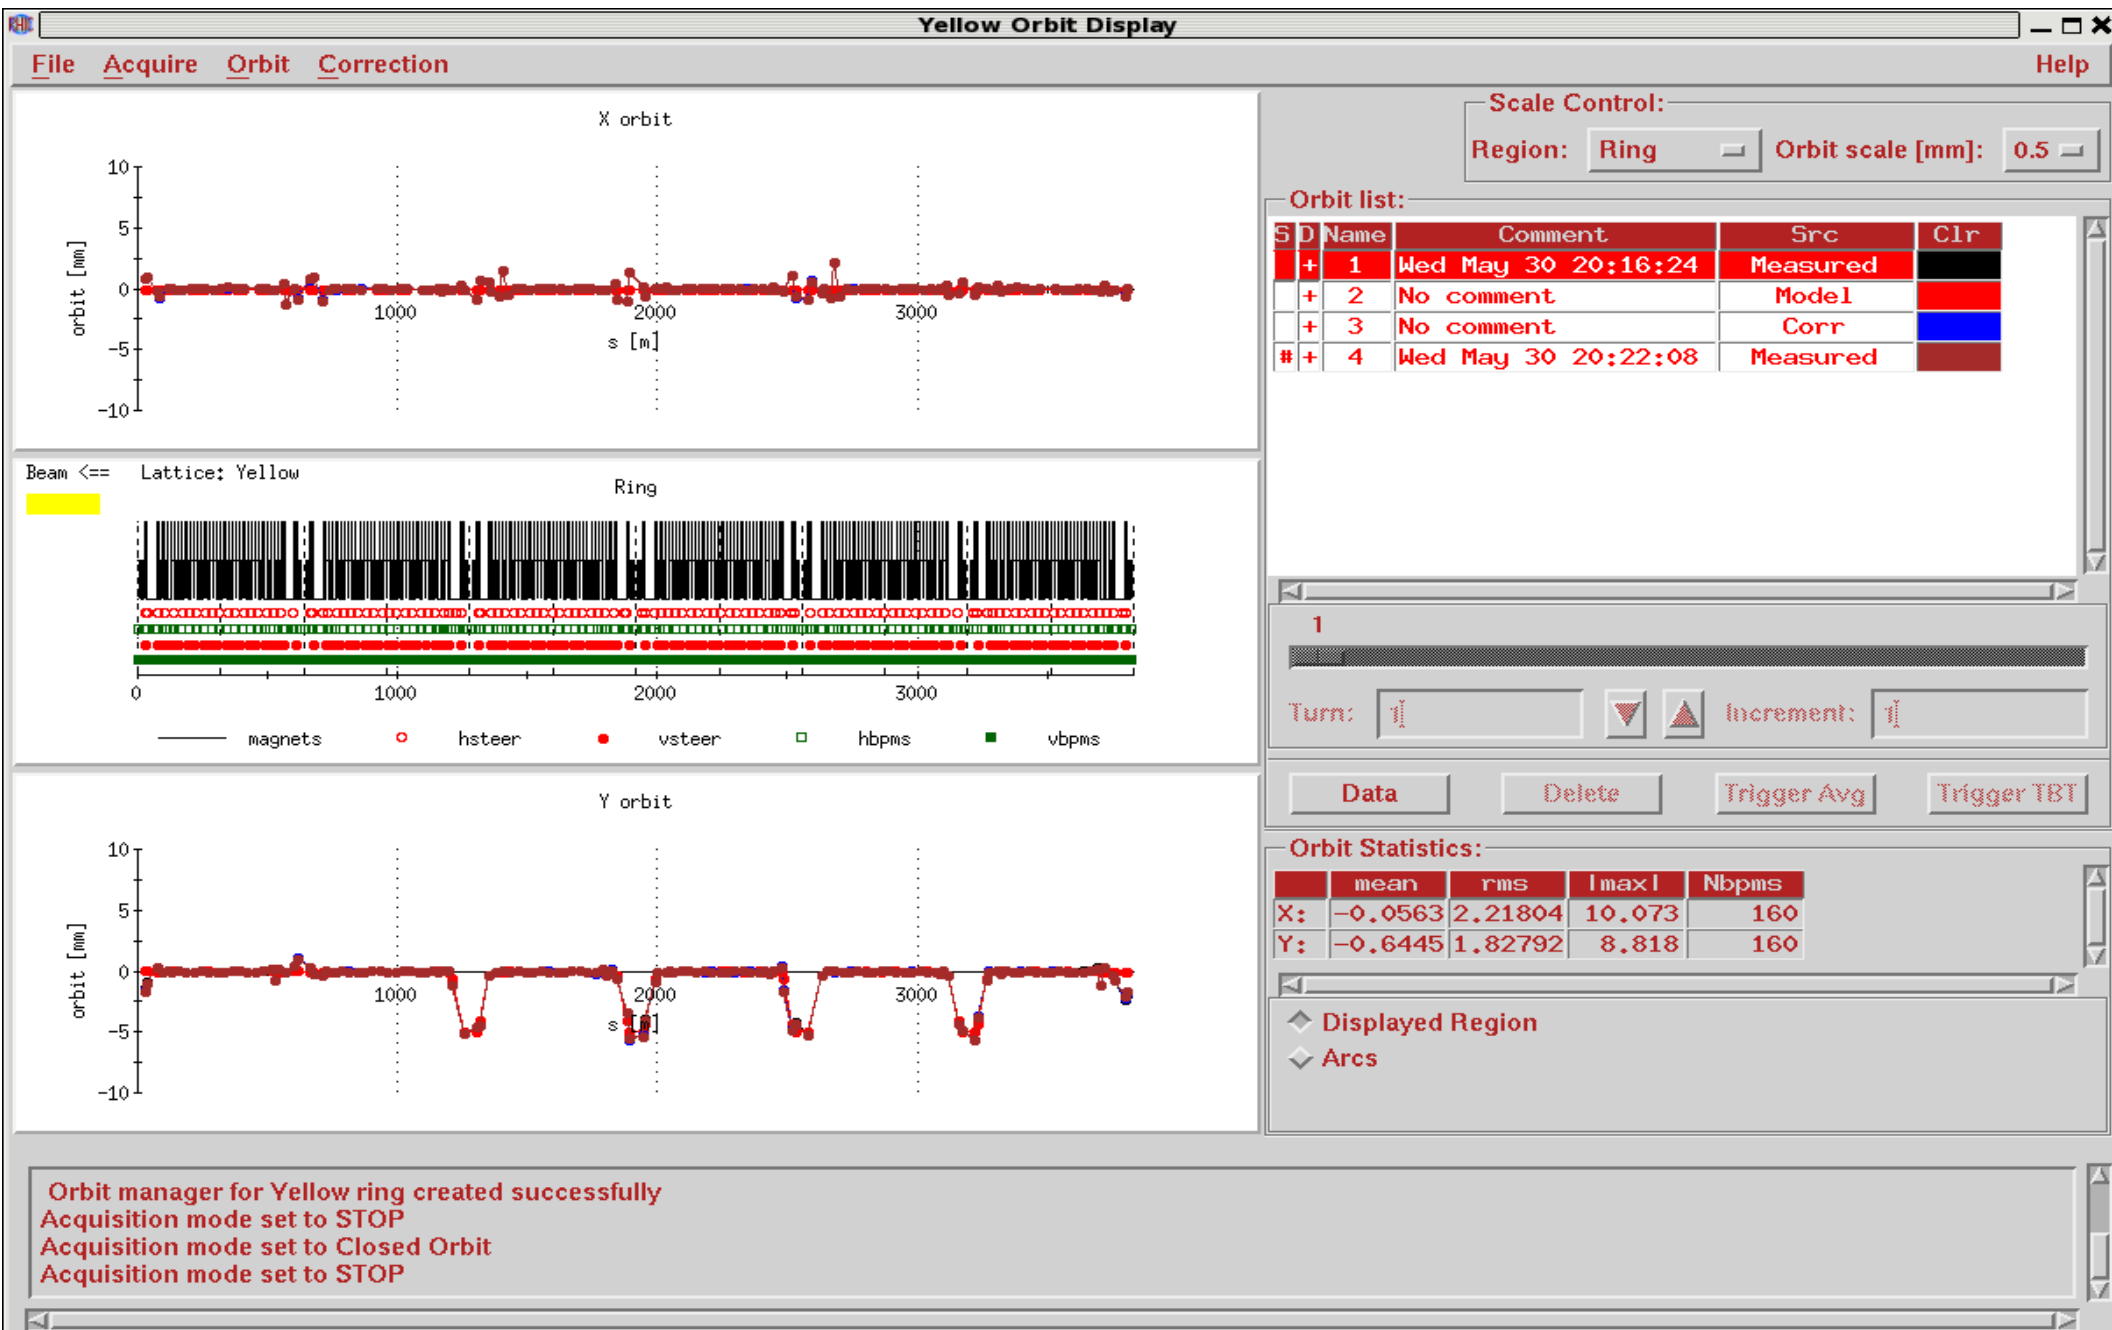 RHIC
Yellow Orbit Display
File Acquire Orbit Correction Help
X orbit
10
5
0
-5
-10
orbit [mm]
1000 2000 3000
s [m]
Beam <== Lattice: Yellow
Ring
0 1000 2000 3000
magnets hsteer vsteer hbpms vbpms
Y orbit
10
5
0
-5
-10
orbit [mm]
1000 2000 3000
s [m]
Scale Control:
Region: Ring Orbit scale [mm]: 0.5
Orbit list:
S D Name Comment Src Clr
+ 1 Wed May 30 20:16:24 Measured
+ 2 No comment Model
+ 3 No comment Corr
# + 4 Wed May 30 20:22:08 Measured
1
Turn: 1 Increment: 1
Data Delete Trigger Avg Trigger TBT
Orbit Statistics:
mean rms |max| Nbpms
X: -0.0563 2.21804 10.073 160
Y: -0.6445 1.82792 8.818 160
Displayed Region
Arcs
Orbit manager for Yellow ring created successfully
Acquisition mode set to STOP
Acquisition mode set to Closed Orbit
Acquisition mode set to STOP